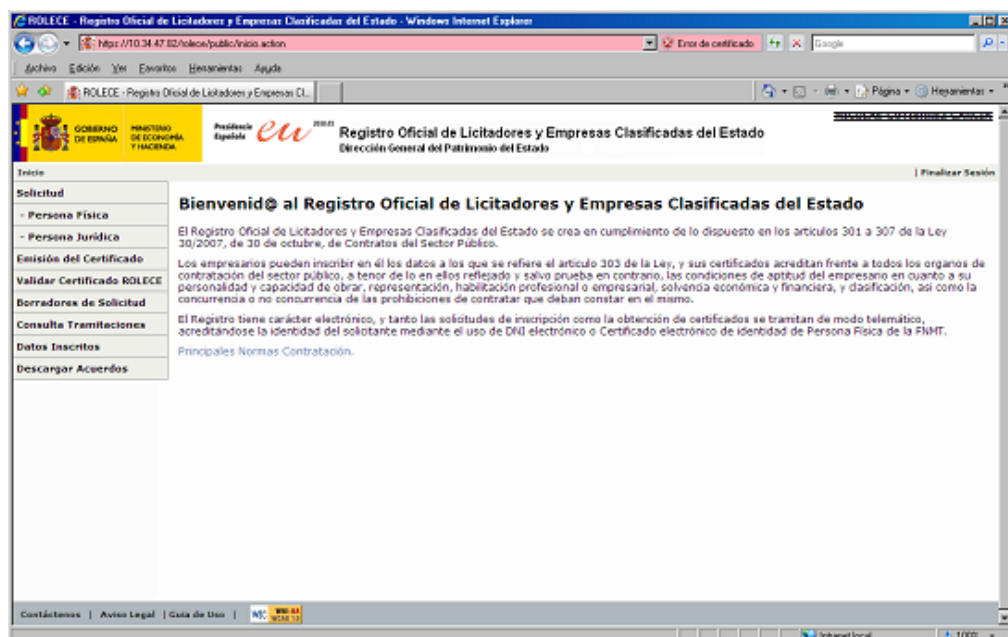 ROLECE - Registro Oficial de Licitadores y Empresas Clasificadas del Estado - Windows Internet Explorer
https://10.34.47.82/rolece/public/inicio.action
Error de certificado
Google
Archivo Edición Ver Favoritos Herramientas Ayuda
ROLECE - Registro Oficial de Licitadores y Empresas Cl...
Página
Herramientas
GOBIERNO DE ESPAÑA
MINISTERIO DE ECONOMÍA Y HACIENDA
Presidencia Española
eu
Registro Oficial de Licitadores y Empresas Clasificadas del Estado
Dirección General del Patrimonio del Estado
Inicio
| Finalizar Sesión
Solicitud
- Persona Física
- Persona Jurídica
Emisión del Certificado
Validar Certificado ROLECE
Borradores de Solicitud
Consulta Tramitaciones
Datos Inscritos
Descargar Acuerdos
Bienvenid@ al Registro Oficial de Licitadores y Empresas Clasificadas del Estado
El Registro Oficial de Licitadores y Empresas Clasificadas del Estado se crea en cumplimiento de lo dispuesto en los artículos 301 a 307 de la Ley
30/2007, de 30 de octubre, de Contratos del Sector Público.
Los empresarios pueden inscribir en él los datos a los que se refiere el artículo 303 de la Ley, y sus certificados acreditan frente a todos los organos de
contratación del sector público, a tenor de lo en ellos reflejado y salvo prueba en contrario, las condiciones de aptitud del empresario en cuanto a su
personalidad y capacidad de obrar, representación, habilitación profesional o empresarial, solvencia económica y financiera, y clasificación, así como la
concurrencia o no concurrencia de las prohibiciones de contratar que deban constar en el mismo.
El Registro tiene carácter electrónico, y tanto las solicitudes de inscripción como la obtención de certificados se tramitan de modo telemático,
acreditándose la identidad del solicitante mediante el uso de DNI electrónico o Certificado electrónico de identidad de Persona Física de la FNMT.
Principales Normas Contratación.
Contáctenos | Aviso Legal | Guía de Uso |
W3C WAI-AA WCAG 1.0
Intranet local
100%